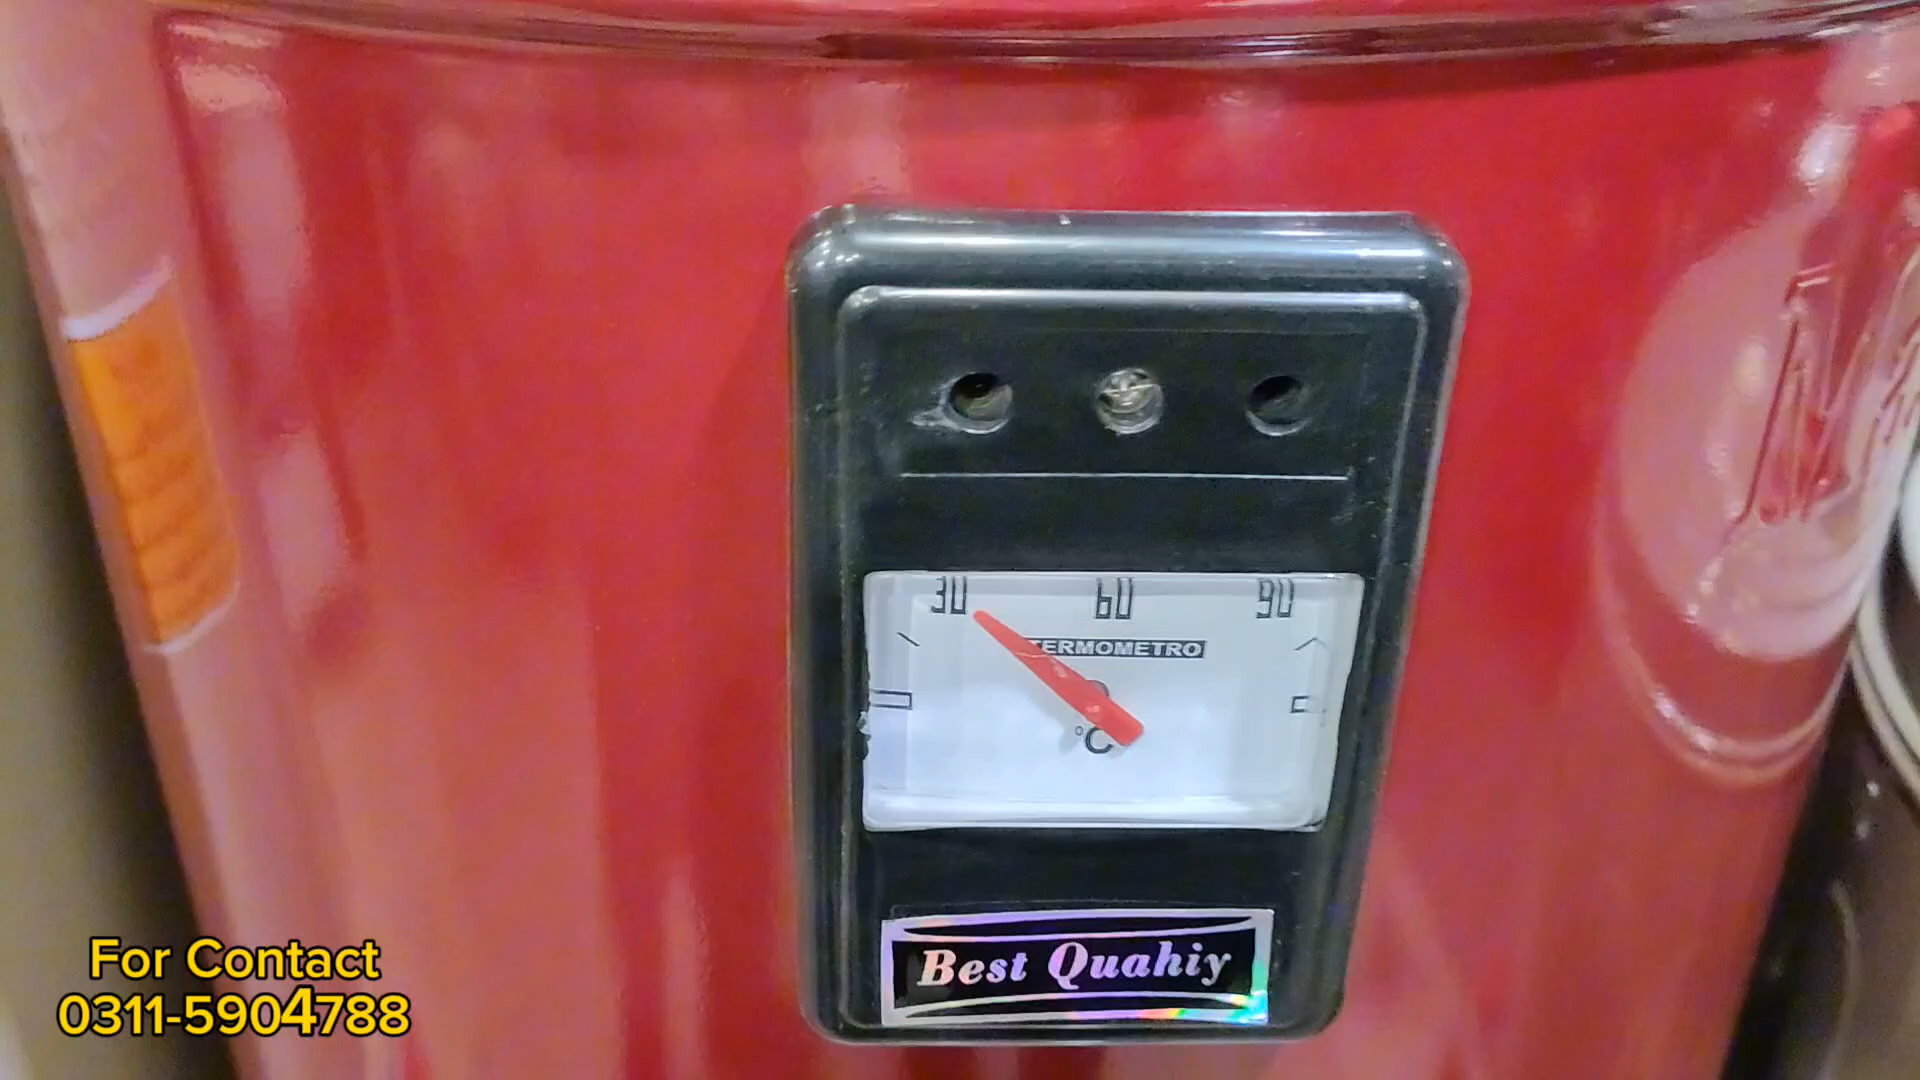 30 60 90
TERMOMETRO
°C
Best Quahiy
For Contact
0311-5904788